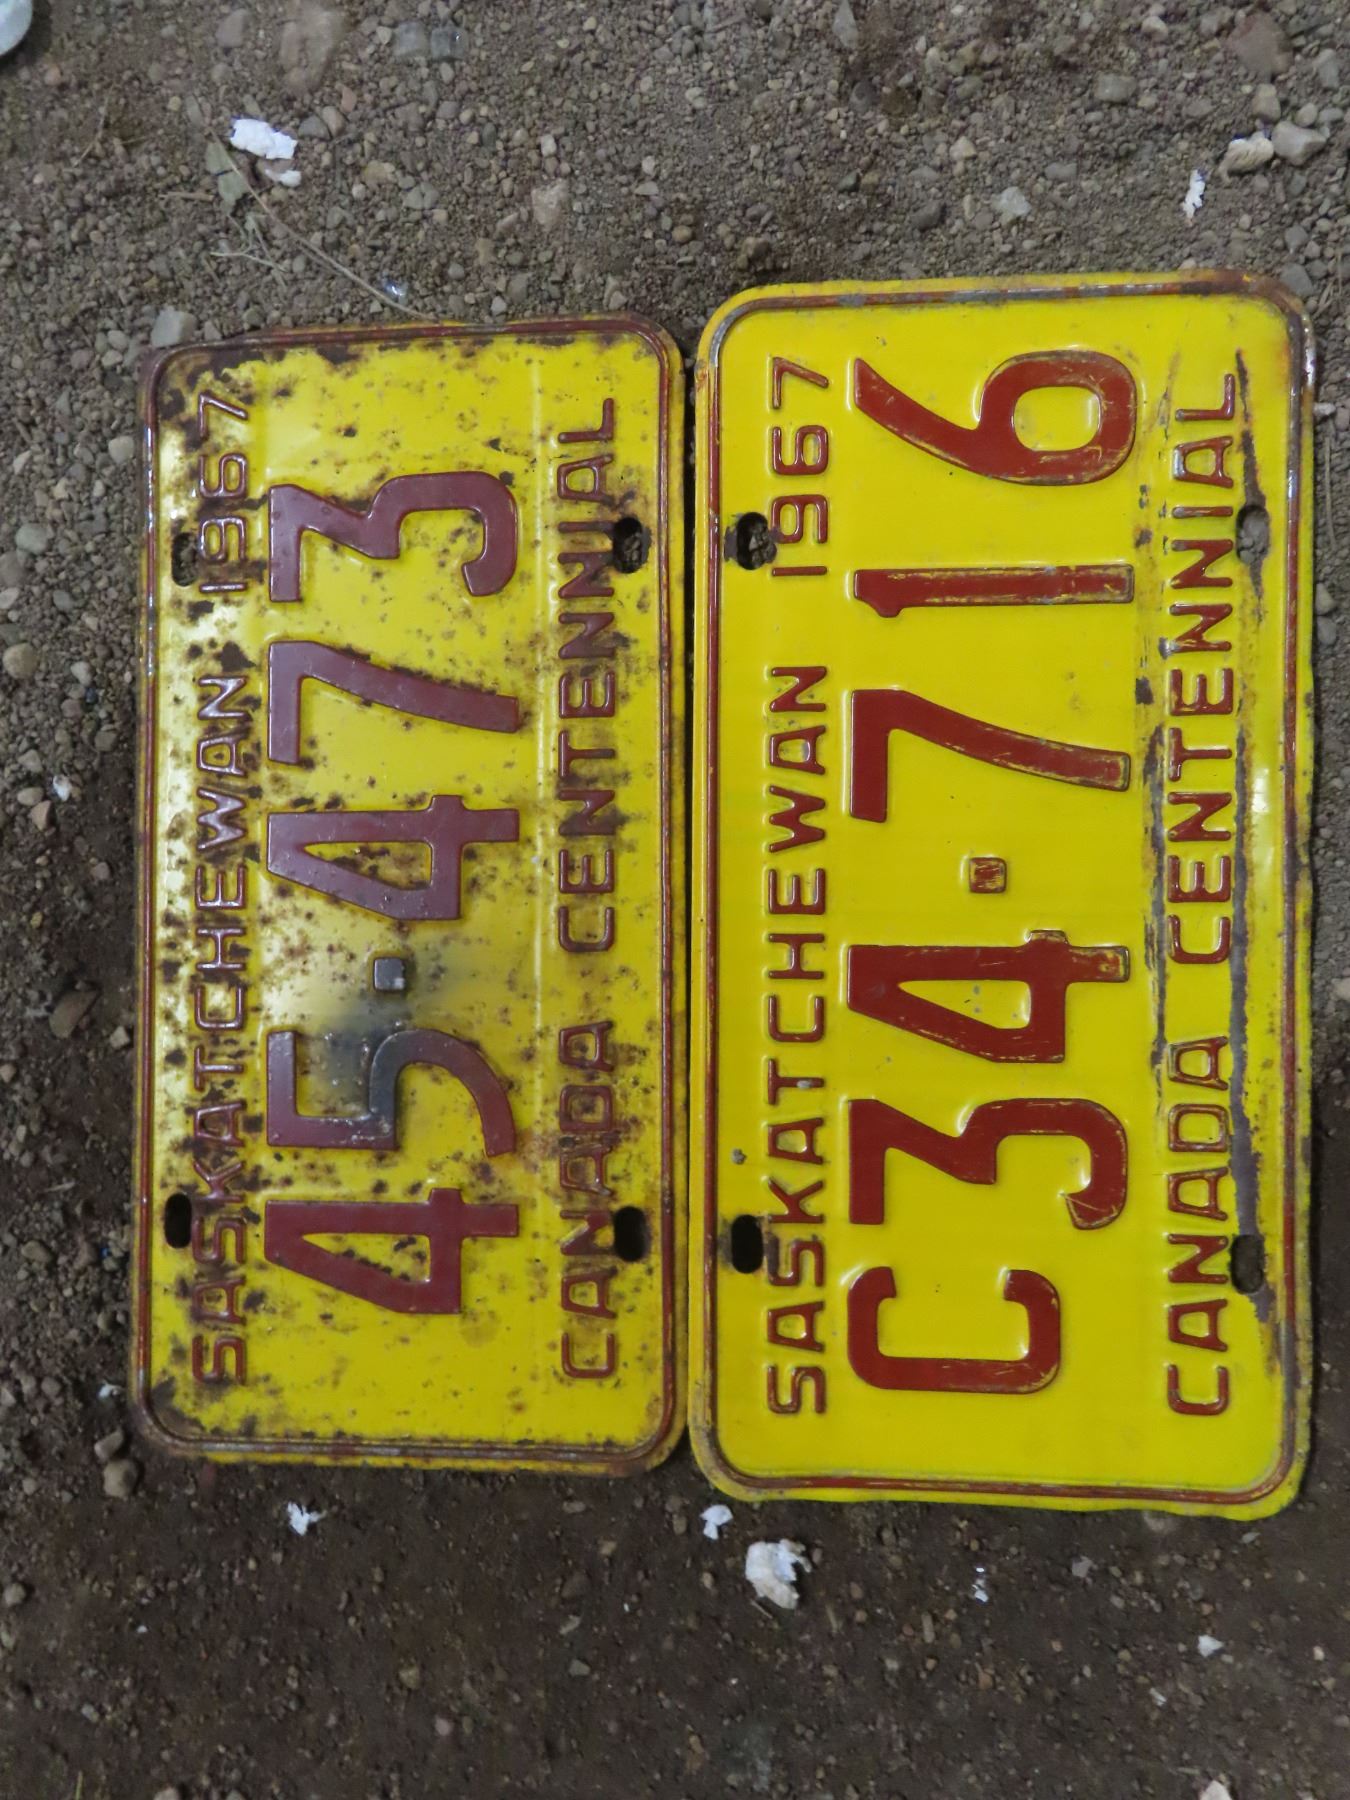 SASKATCHEWAN 1967
45·473
CANADA CENTENNIAL
SASKATCHEWAN 1967
C34·716
CANADA CENTENNIAL